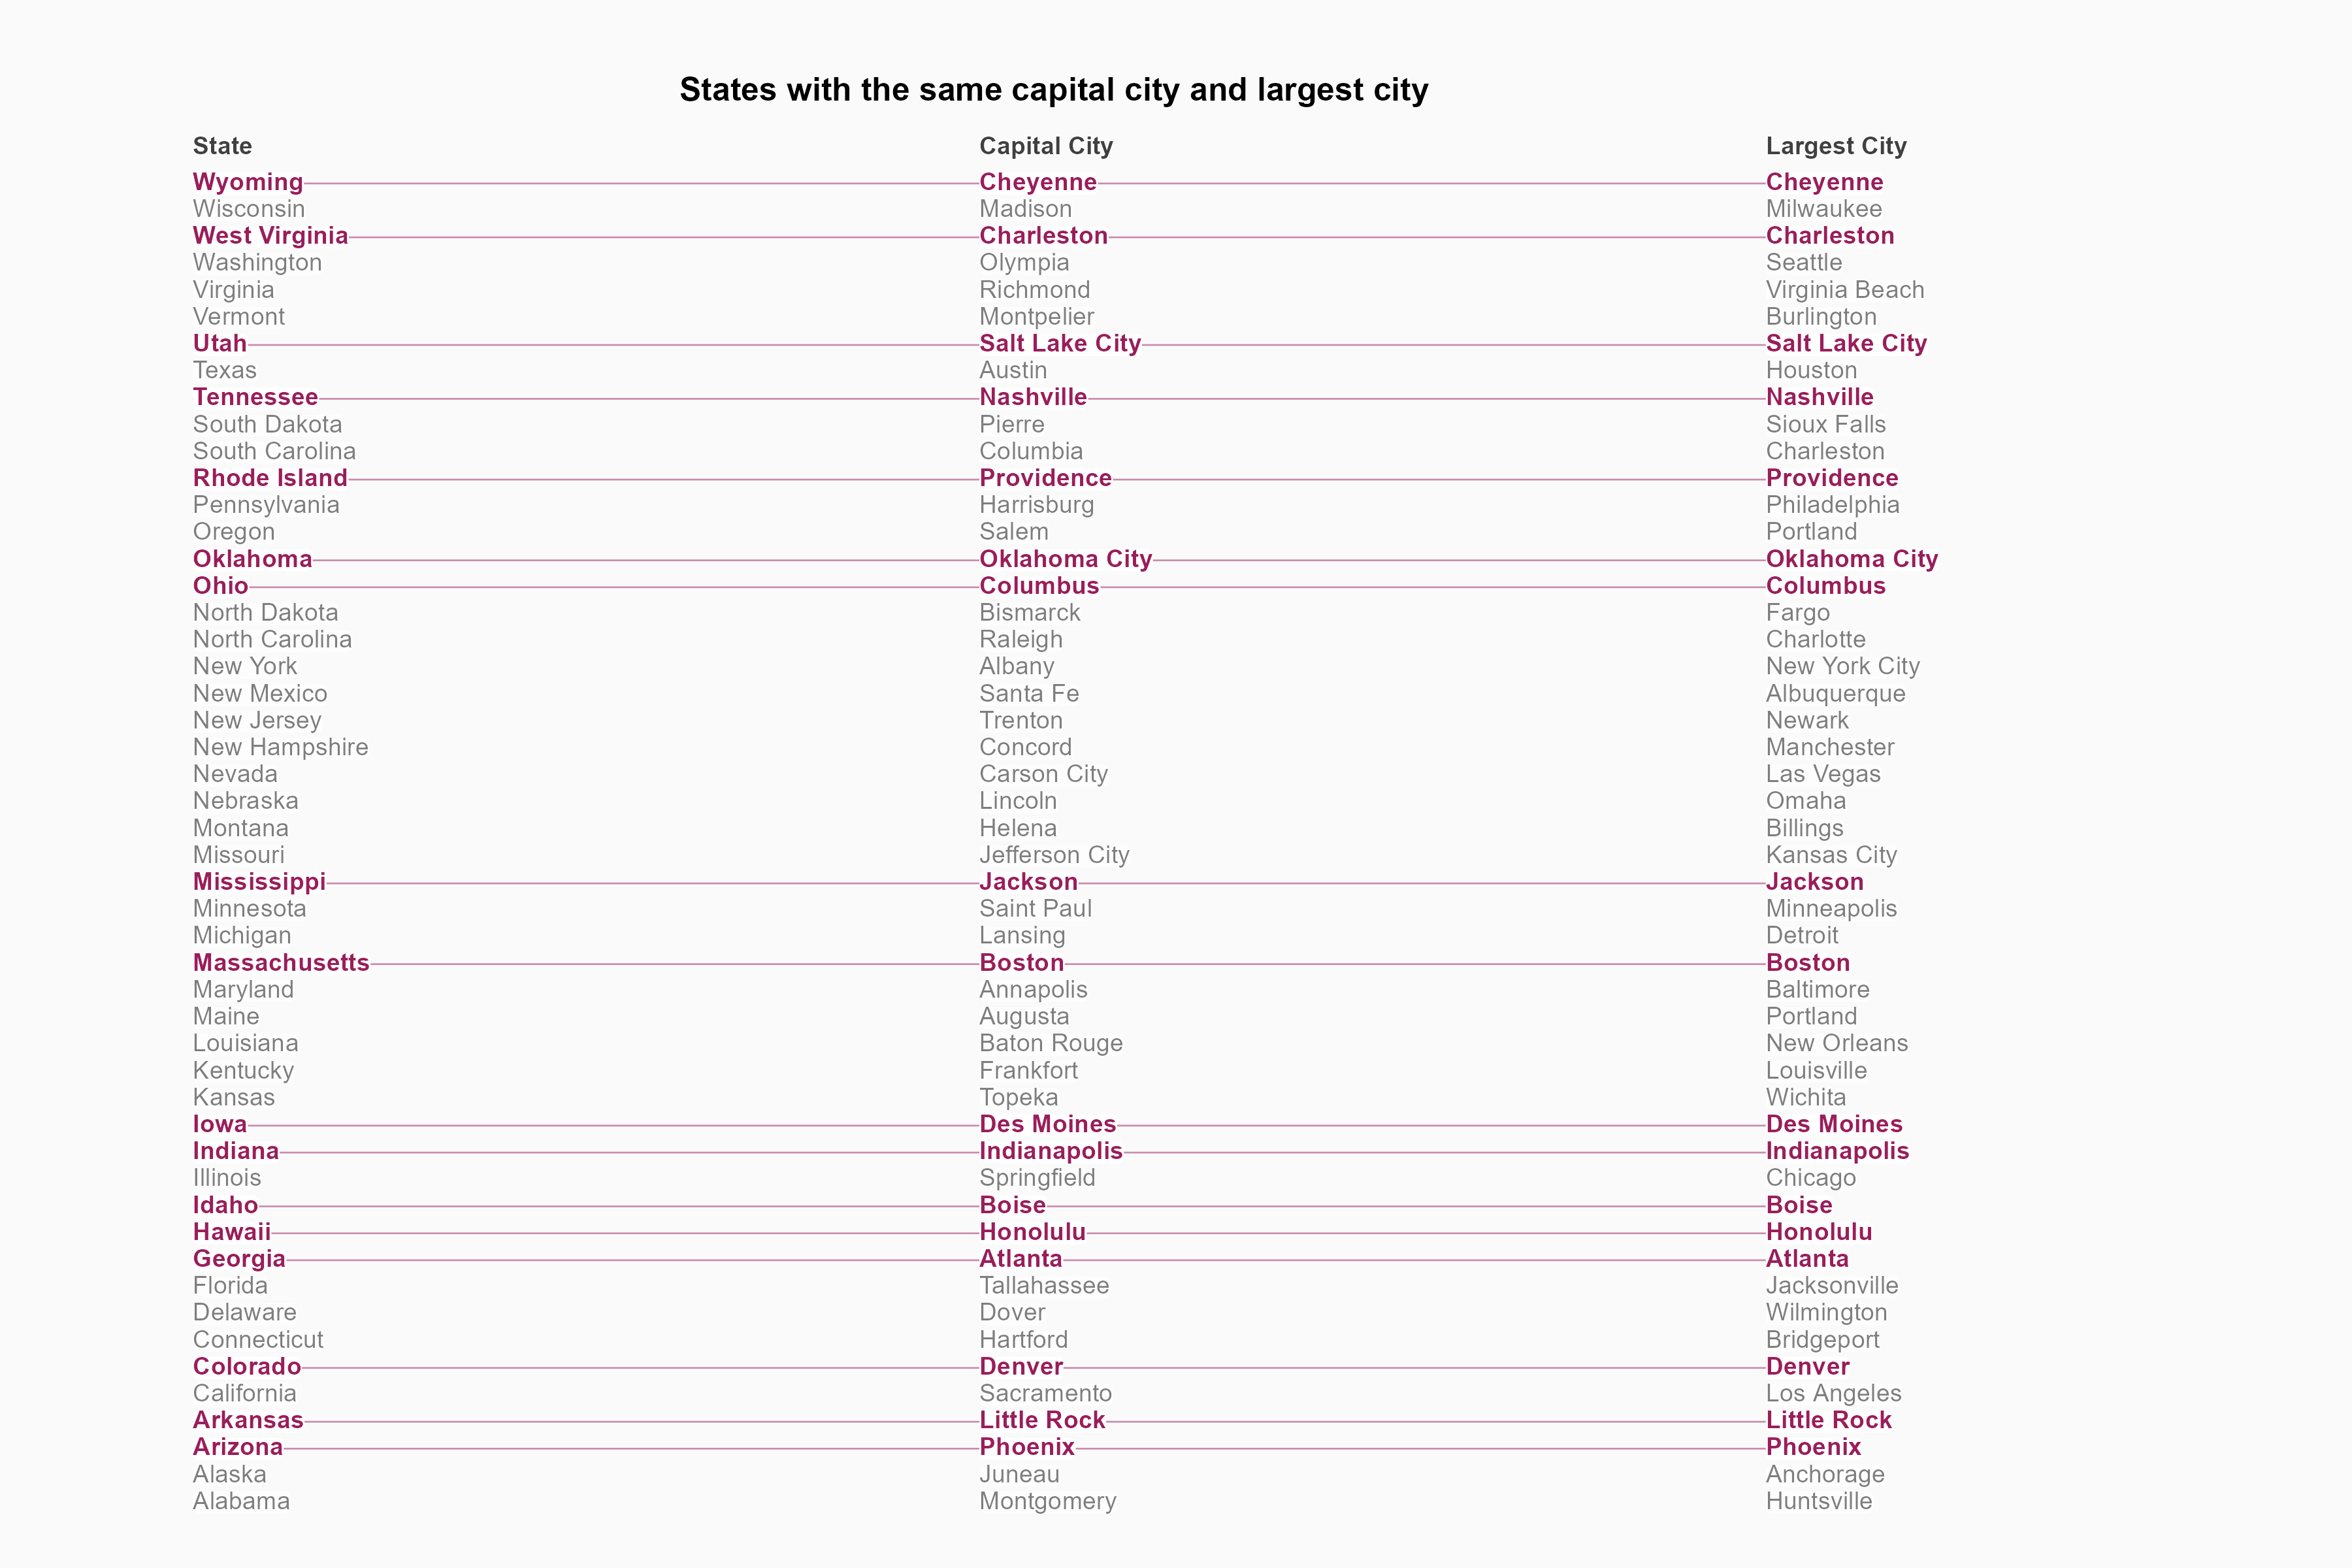 States with the same capital city and largest city
State Capital City Largest City
Wyoming Cheyenne Cheyenne
Wisconsin Madison Milwaukee
West Virginia Charleston Charleston
Washington Olympia Seattle
Virginia Richmond Virginia Beach
Vermont Montpelier Burlington
Utah Salt Lake City Salt Lake City
Texas Austin Houston
Tennessee Nashville Nashville
South Dakota Pierre Sioux Falls
South Carolina Columbia Charleston
Rhode Island Providence Providence
Pennsylvania Harrisburg Philadelphia
Oregon Salem Portland
Oklahoma Oklahoma City Oklahoma City
Ohio Columbus Columbus
North Dakota Bismarck Fargo
North Carolina Raleigh Charlotte
New York Albany New York City
New Mexico Santa Fe Albuquerque
New Jersey Trenton Newark
New Hampshire Concord Manchester
Nevada Carson City Las Vegas
Nebraska Lincoln Omaha
Montana Helena Billings
Missouri Jefferson City Kansas City
Mississippi Jackson Jackson
Minnesota Saint Paul Minneapolis
Michigan Lansing Detroit
Massachusetts Boston Boston
Maryland Annapolis Baltimore
Maine Augusta Portland
Louisiana Baton Rouge New Orleans
Kentucky Frankfort Louisville
Kansas Topeka Wichita
Iowa Des Moines Des Moines
Indiana Indianapolis Indianapolis
Illinois Springfield Chicago
Idaho Boise Boise
Hawaii Honolulu Honolulu
Georgia Atlanta Atlanta
Florida Tallahassee Jacksonville
Delaware Dover Wilmington
Connecticut Hartford Bridgeport
Colorado Denver Denver
California Sacramento Los Angeles
Arkansas Little Rock Little Rock
Arizona Phoenix Phoenix
Alaska Juneau Anchorage
Alabama Montgomery Huntsville